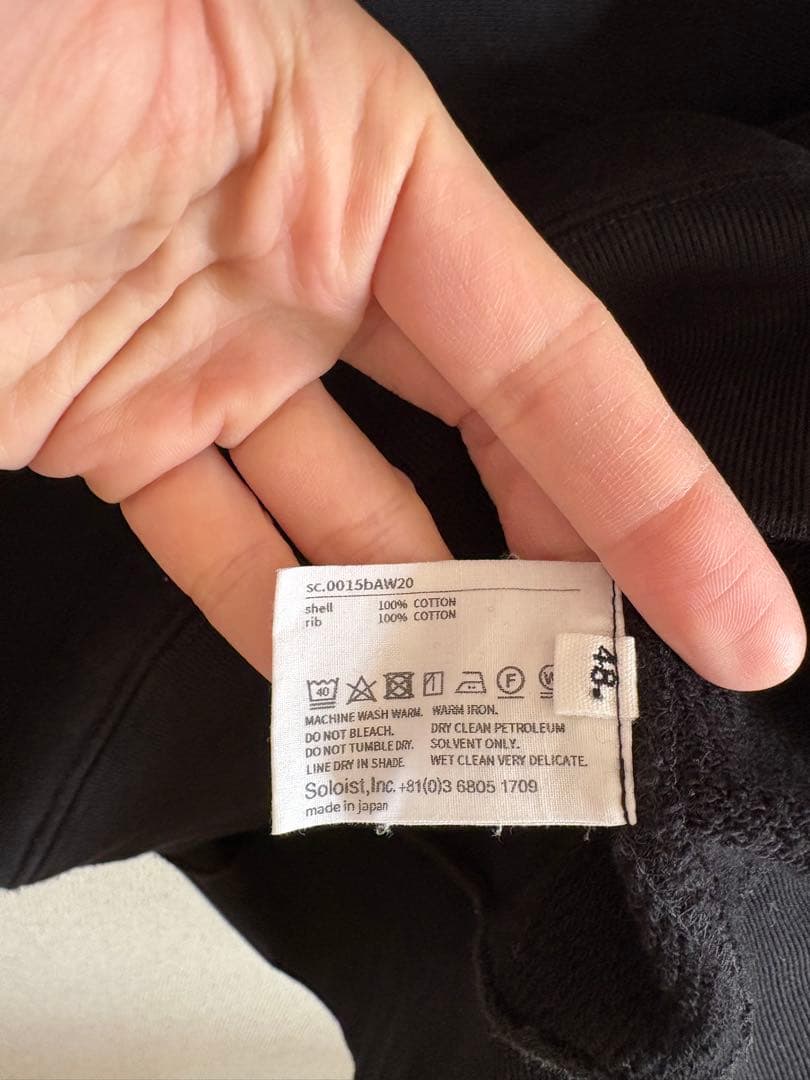 sc.0015bAW20
shell 100% COTTON
rib 100% COTTON
40 F W
48.
MACHINE WASH WARM. WARM IRON.
DO NOT BLEACH. DRY CLEAN PETROLEUM
DO NOT TUMBLE DRY. SOLVENT ONLY.
LINE DRY IN SHADE. WET CLEAN VERY DELICATE.
Soloist,Inc. +81(0)3 6805 1709
made in japan